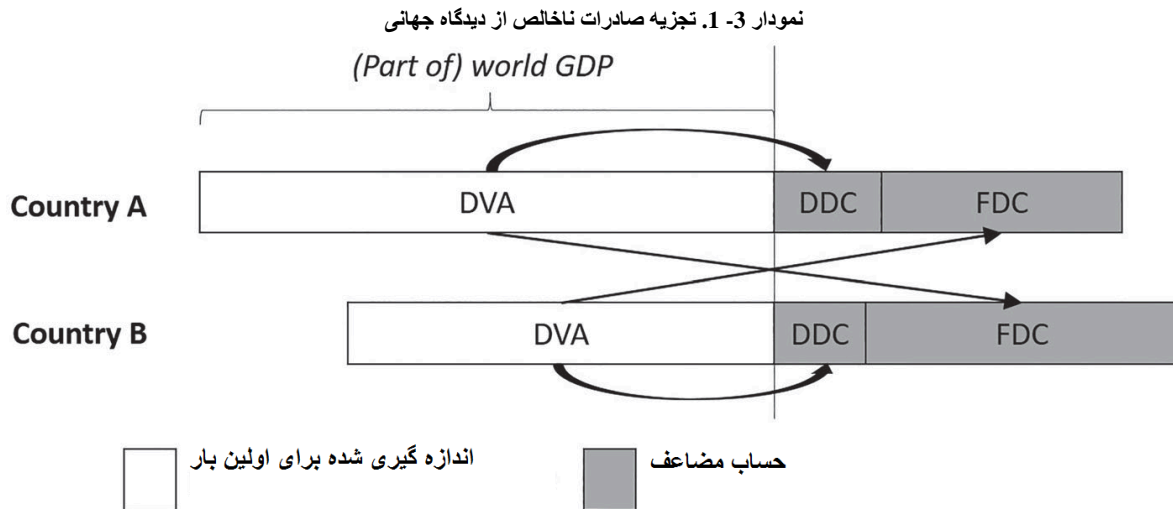 نمودار 3- 1. تجزیه صادرات ناخالص از دیدگاه جهانی
(Part of) world GDP
Country A DVA DDC FDC
Country B DVA DDC FDC
اندازه گیری شده برای اولین بار
حساب مضاعف